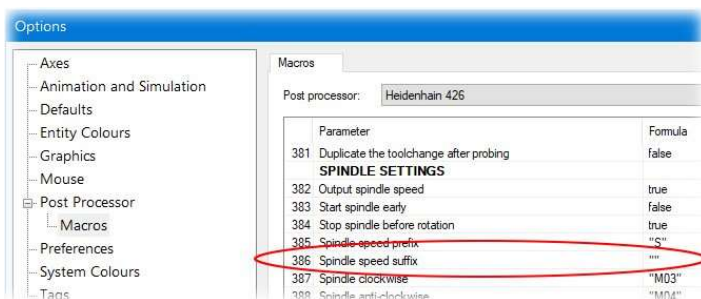 Options
Axes
Animation and Simulation
Defaults
Entity Colours
Graphics
Mouse
Post Processor
Macros
Preferences
System Colours
Tags
Macros
Post processor: Heidenhain 426
Parameter Formula
381 Duplicate the toolchange after probing false
SPINDLE SETTINGS
382 Output spindle speed true
383 Start spindle early false
384 Stop spindle before rotation true
385 Spindle speed prefix "S"
386 Spindle speed suffix ""
387 Spindle clockwise "M03"
388 Spindle anti-clockwise "M04"